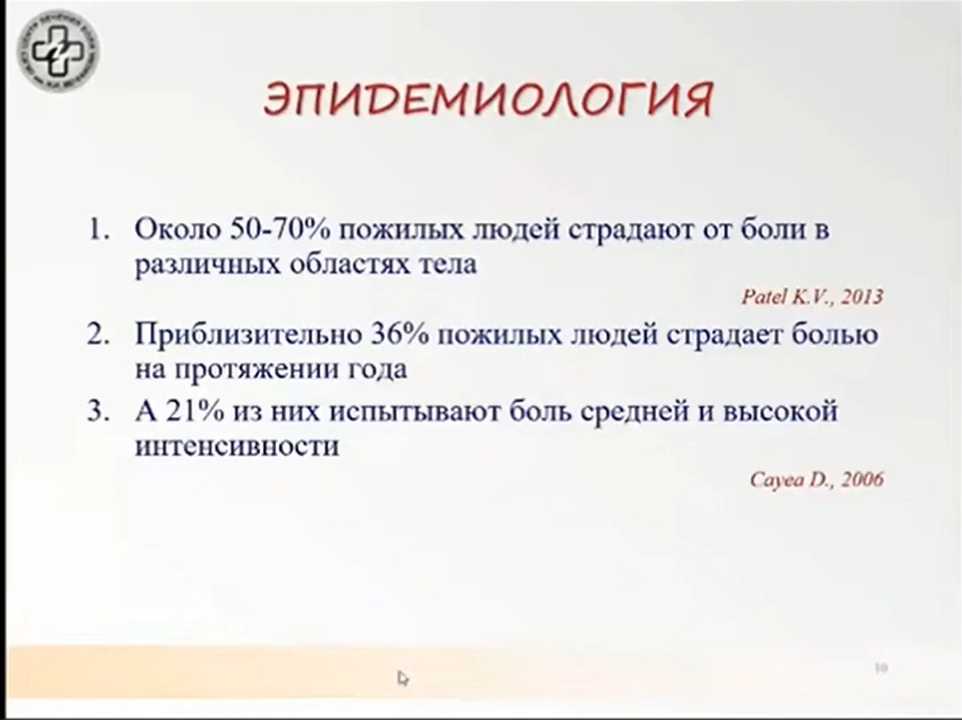 ЭПИДЕМИОЛОГИЯ
1. Около 50-70% пожилых людей страдают от боли в
различных областях тела
Patel K.V., 2013
2. Приблизительно 36% пожилых людей страдает болью
на протяжении года
3. А 21% из них испытывают боль средней и высокой
интенсивности
Cayea D., 2006
10